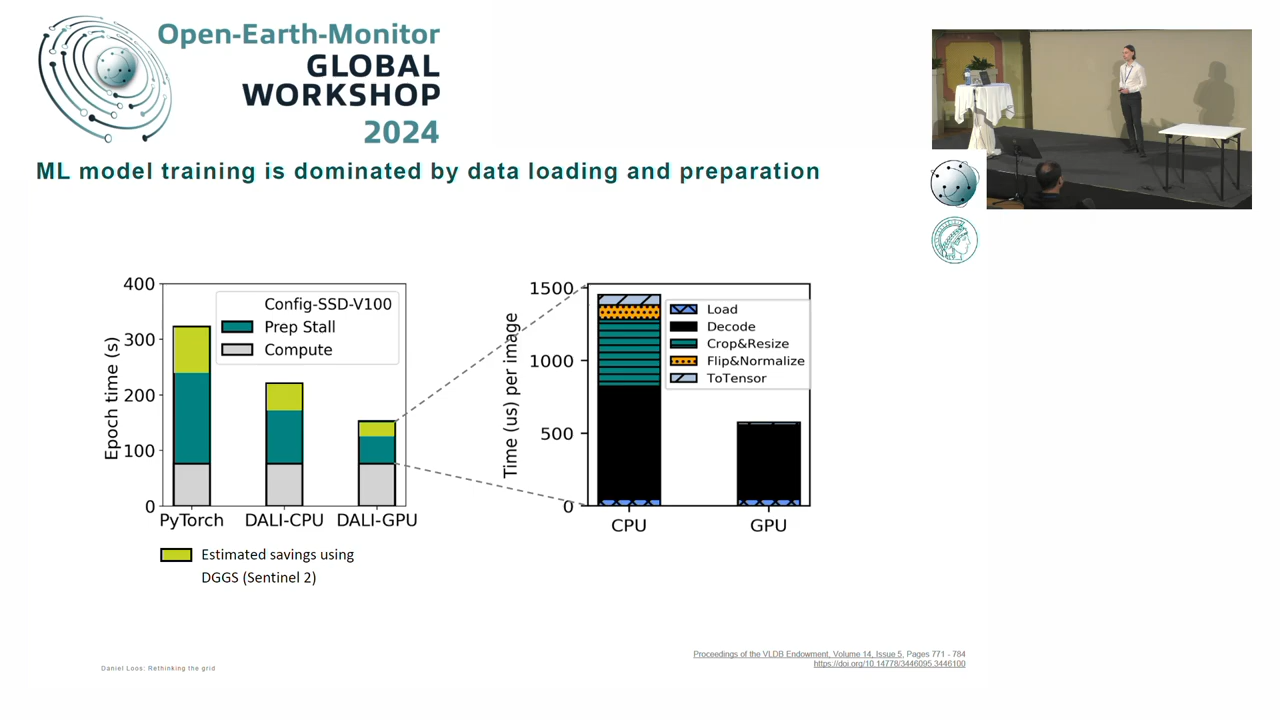 Open-Earth-Monitor
GLOBAL
WORKSHOP
2024
ML model training is dominated by data loading and preparation
400
300
200
100
0
Epoch time (s)
Config-SSD-V100
Prep Stall
Compute
PyTorch
DALI-CPU
DALI-GPU
Estimated savings using
DGGS (Sentinel 2)
1500
1000
500
0
Time (us) per image
Load
Decode
Crop&Resize
Flip&Normalize
ToTensor
CPU
GPU
Proceedings of the VLDB Endowment, Volume 14, Issue 5, Pages 771 - 784
https://doi.org/10.14778/3446095.3446100
Daniel Loos: Rethinking the grid